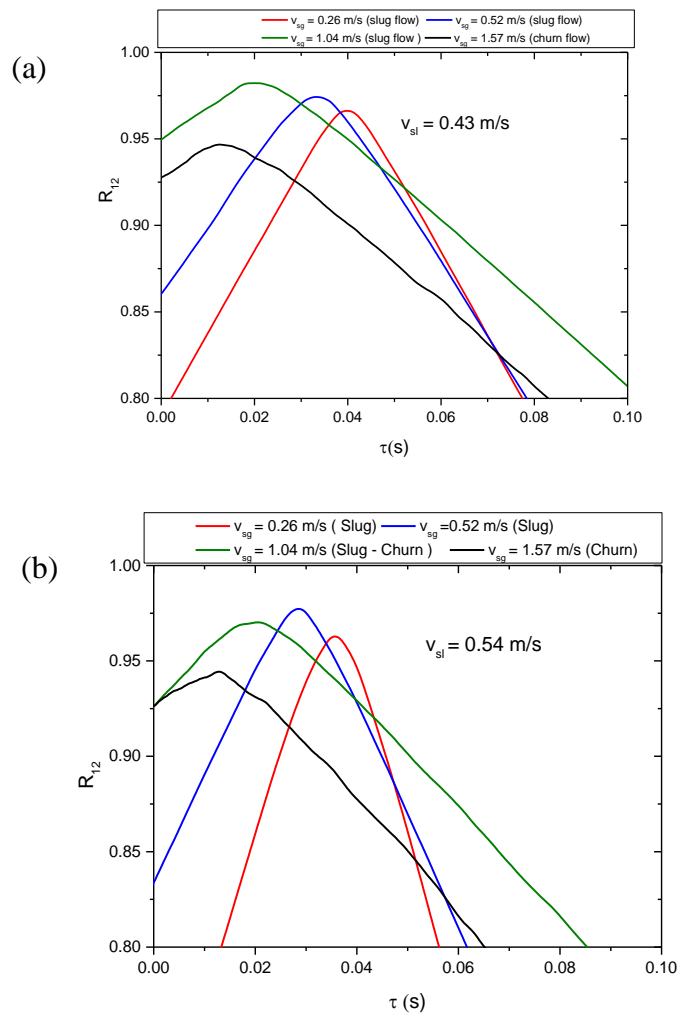 v_sg = 0.26 m/s (slug flow) v_sg = 0.52 m/s (slug flow)
v_sg = 1.04 m/s (slug flow ) v_sg = 1.57 m/s (churn flow)
(a)
1.00
0.95
0.90
0.85
0.80
R_12
v_sl = 0.43 m/s
0.00 0.02 0.04 0.06 0.08 0.10
τ(s)
v_sg = 0.26 m/s ( Slug) v_sg =0.52 m/s (Slug)
v_sg = 1.04 m/s (Slug - Churn ) v_sg = 1.57 m/s (Churn)
(b)
1.00
0.95
0.90
0.85
0.80
R_12
v_sl = 0.54 m/s
0.00 0.02 0.04 0.06 0.08 0.10
τ (s)